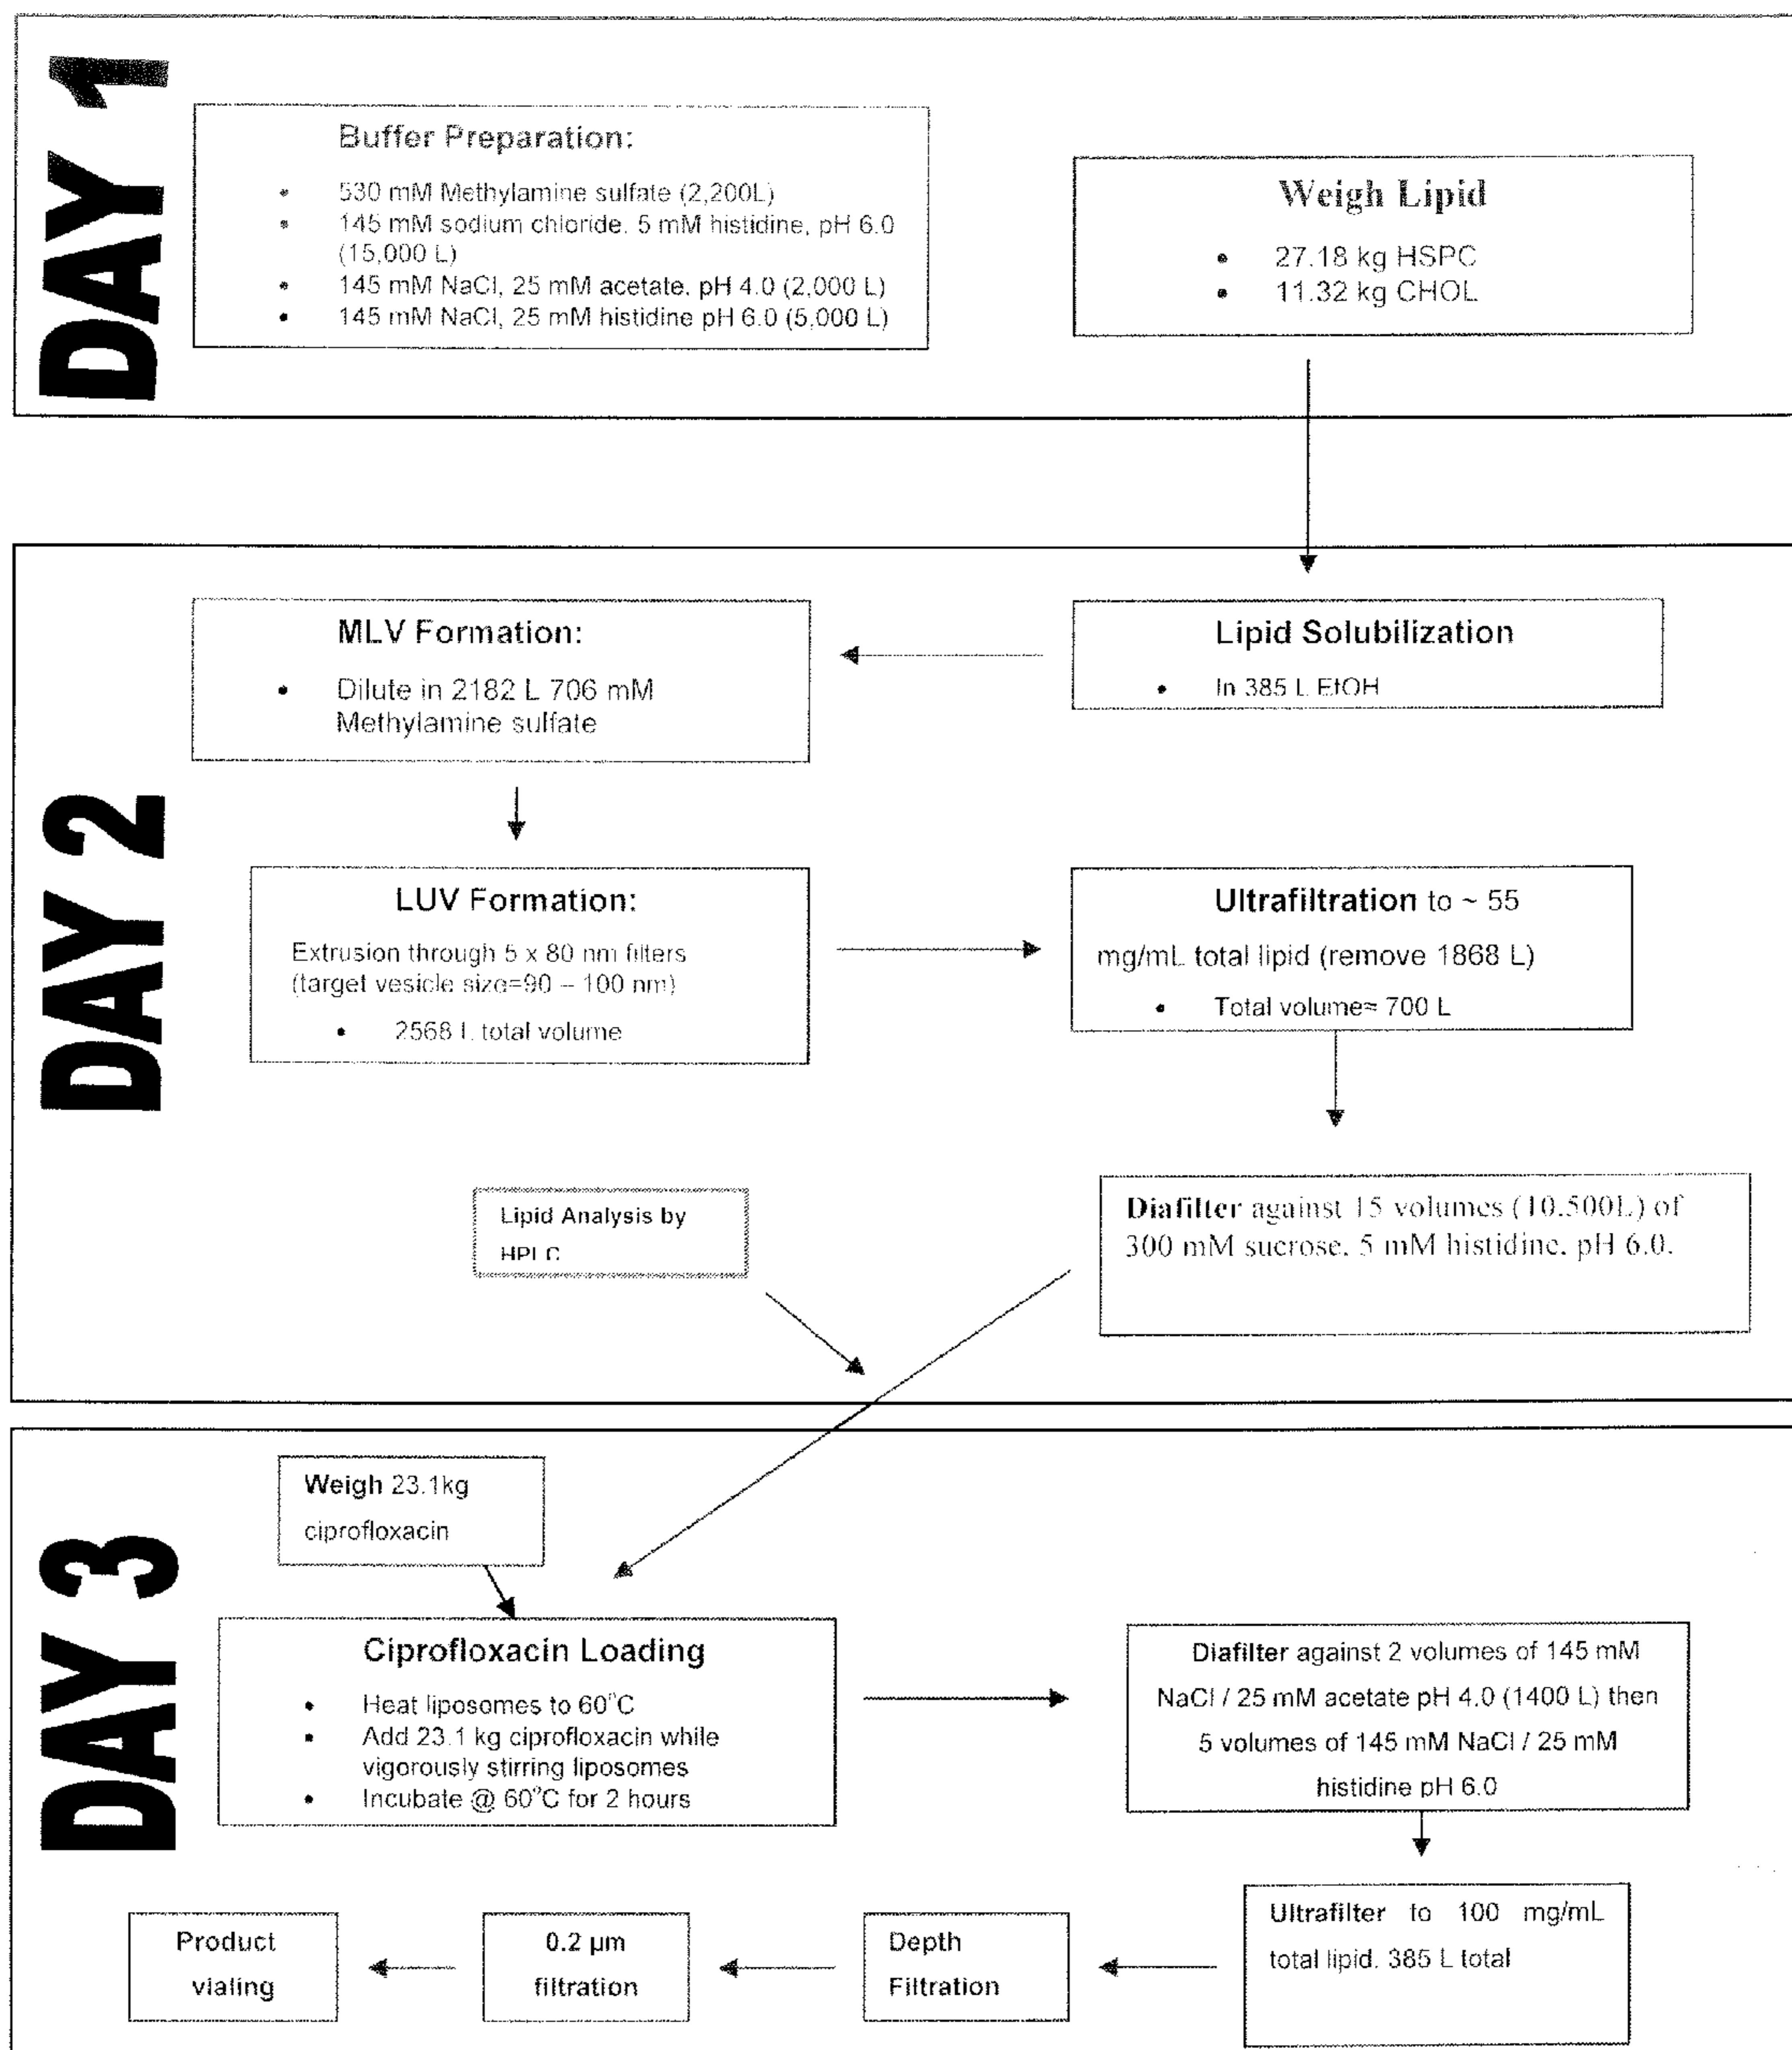 DAY 1
Buffer Preparation:
• 530 mM Methylamine sulfate (2,200L)
• 145 mM sodium chloride, 5 mM histidine, pH 6.0
(15,000 L)
• 145 mM NaCl, 25 mM acetate, pH 4.0 (2,000 L)
• 145 mM NaCl, 25 mM histidine pH 6.0 (5,000 L)
Weigh Lipid
• 27.18 kg HSPC
• 11.32 kg CHOL
DAY 2
MLV Formation:
• Dilute in 2182 L 706 mM
Methylamine sulfate
Lipid Solubilization
• In 385 L EtOH
LUV Formation:
Extrusion through 5 x 80 nm filters
(target vesicle size=90 – 100 nm)
• 2568 L total volume
Ultrafiltration to ~ 55
mg/mL total lipid (remove 1868 L)
• Total volume= 700 L
Lipid Analysis by
HPLC
Diafilter against 15 volumes (10.500L) of
300 mM sucrose. 5 mM histidine. pH 6.0.
DAY 3
Weigh 23.1kg
ciprofloxacin
Ciprofloxacin Loading
• Heat liposomes to 60°C
• Add 23.1 kg ciprofloxacin while
vigorously stirring liposomes
• Incubate @ 60°C for 2 hours
Diafilter against 2 volumes of 145 mM
NaCl / 25 mM acetate pH 4.0 (1400 L) then
5 volumes of 145 mM NaCl / 25 mM
histidine pH 6.0
Ultrafilter to 100 mg/mL
total lipid. 385 L total
Depth
Filtration
0.2 µm
filtration
Product
vialing